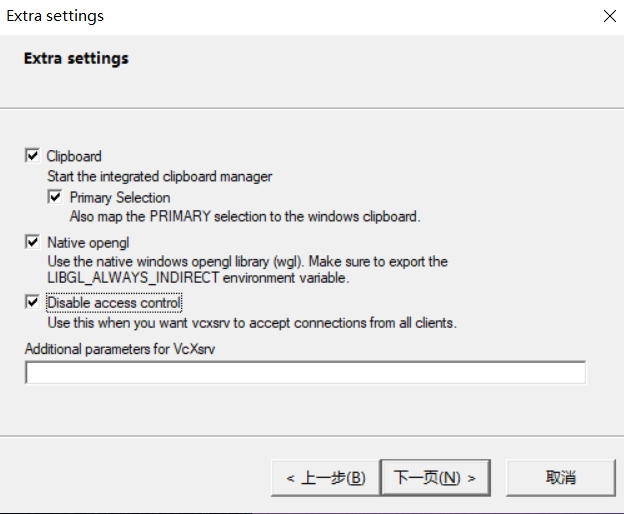 Extra settings
Extra settings
Clipboard
Start the integrated clipboard manager
Primary Selection
Also map the PRIMARY selection to the windows clipboard.
Native opengl
Use the native windows opengl library (wgl). Make sure to export the
LIBGL_ALWAYS_INDIRECT environment variable.
Disable access control
Use this when you want vcxsrv to accept connections from all clients.
Additional parameters for VcXsrv
< 上一步(B) 下一页(N) > 取消